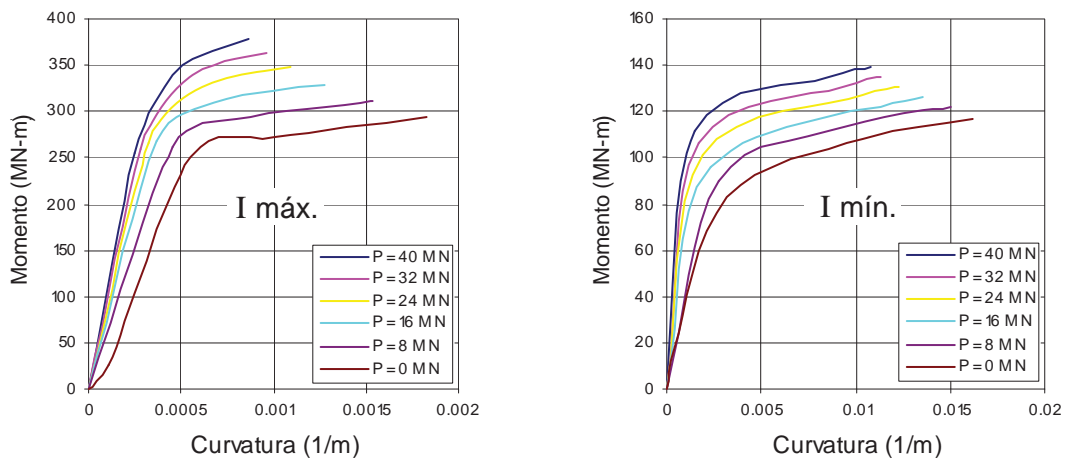 400
350
300
250
200
150
100
50
0
Momento (MN-m)
I máx.
P = 40 MN
P = 32 MN
P = 24 MN
P = 16 MN
P = 8 MN
P = 0 MN
0 0.0005 0.001 0.0015 0.002
Curvatura (1/m)
160
140
120
100
80
60
40
20
0
Momento (MN-m)
I mín.
P = 40 MN
P = 32 MN
P = 24 MN
P = 16 MN
P = 8 MN
P = 0 MN
0 0.005 0.01 0.015 0.02
Curvatura (1/m)